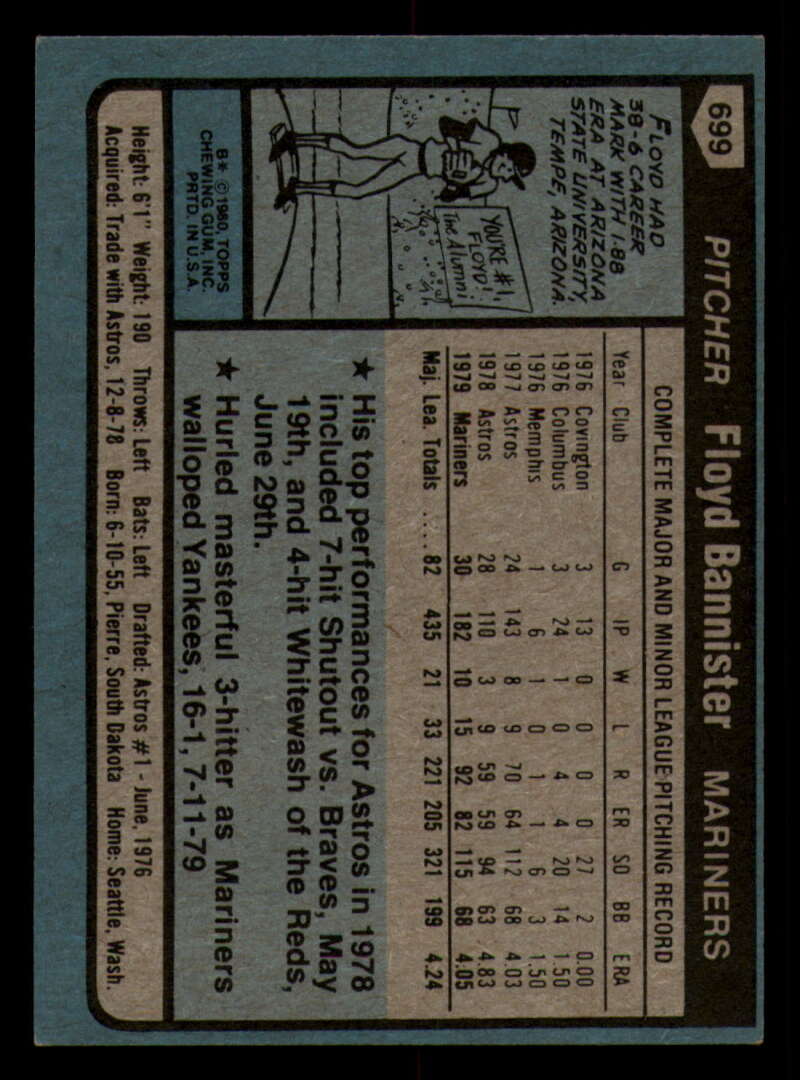 699 PITCHER Floyd Bannister MARINERS
FLOYD HAD
38-6 CAREER
MARK WITH 1.88
ERA AT ARIZONA
STATE UNIVERSITY,
TEMPE, ARIZONA.
YOU'RE #1,
FLOYD!
The Alumni
B* ©1980, TOPPS
CHEWING GUM, INC.
PRTD. IN U.S.A.
COMPLETE MAJOR AND MINOR LEAGUE PITCHING RECORD
Year Club G IP W L R ER SO BB ERA
1976 Covington 3 13 0 0 0 0 27 2 0.00
1976 Columbus 3 24 1 0 4 4 20 14 1.50
1976 Memphis 1 6 1 0 1 1 6 3 1.50
1977 Astros 24 143 8 9 70 64 112 68 4.03
1978 Astros 28 110 3 9 59 59 94 63 4.83
1979 Mariners 30 182 10 15 92 82 115 68 4.05
Maj. Lea. Totals .... 82 435 21 33 221 205 321 199 4.24
★ His top performances for Astros in 1978
included 7-hit Shutout vs. Braves, May
19th, and 4-hit Whitewash of the Reds,
June 29th.
★ Hurled masterful 3-hitter as Mariners
walloped Yankees, 16-1, 7-11-79
Height: 6'1" Weight: 190 Throws: Left Bats: Left Drafted: Astros #1 - June, 1976
Acquired: Trade with Astros, 12-8-78 Born: 6-10-55, Pierre, South Dakota Home: Seattle, Wash.